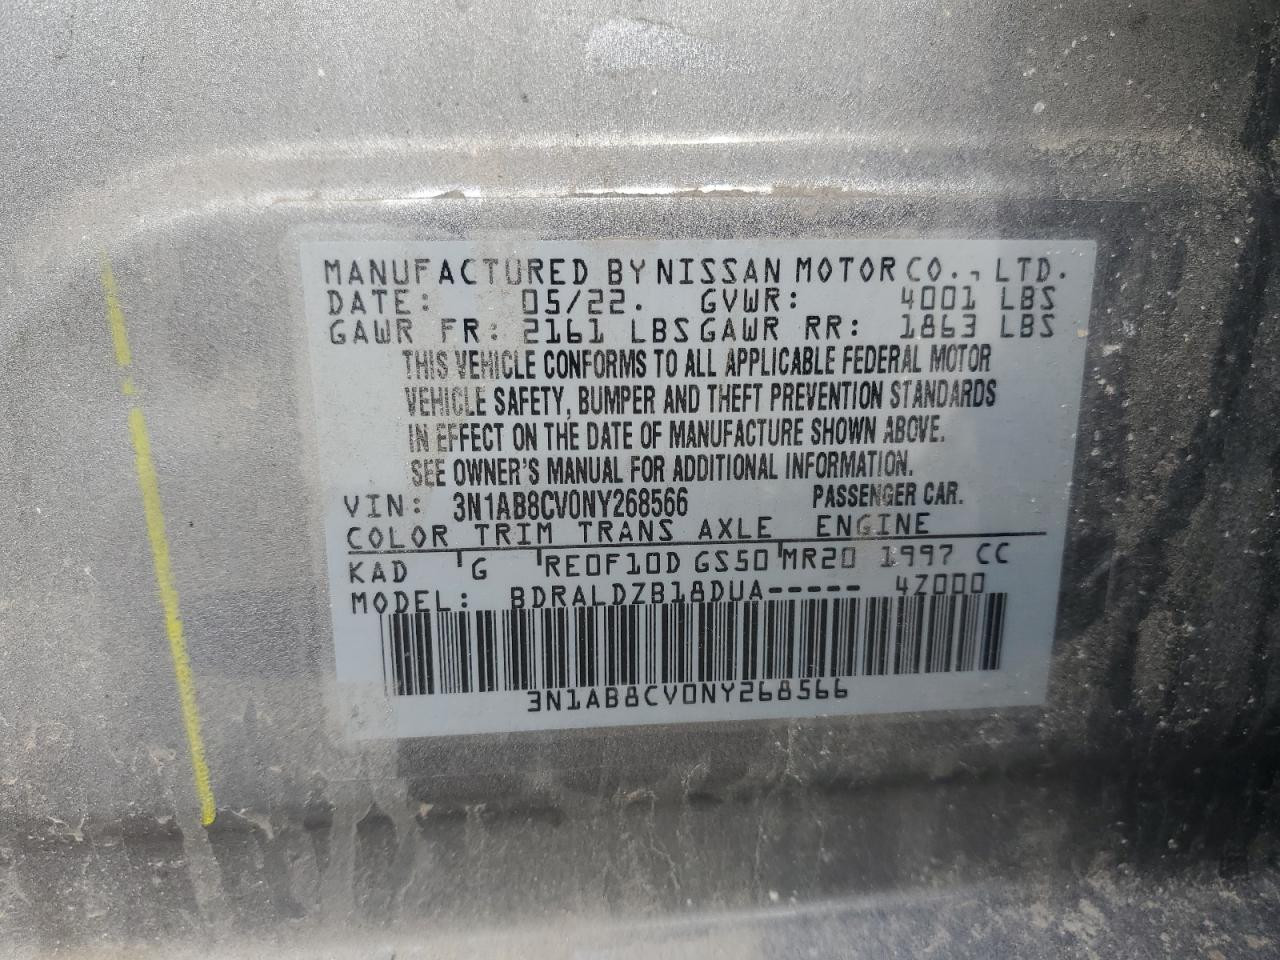 MANUFACTURED BY NISSAN MOTOR CO., LTD.
DATE: 05/22. GVWR: 4001 LBS
GAWR FR: 2161 LBS GAWR RR: 1863 LBS
THIS VEHICLE CONFORMS TO ALL APPLICABLE FEDERAL MOTOR
VEHICLE SAFETY, BUMPER AND THEFT PREVENTION STANDARDS
IN EFFECT ON THE DATE OF MANUFACTURE SHOWN ABOVE.
SEE OWNER'S MANUAL FOR ADDITIONAL INFORMATION.
VIN: 3N1AB8CV0NY268566 PASSENGER CAR.
COLOR TRIM TRANS AXLE ENGINE
KAD G RE0F10D GS50 MR20 1997 CC
MODEL: BDRALDZB18DUA----- 4Z000
3N1AB8CV0NY268566